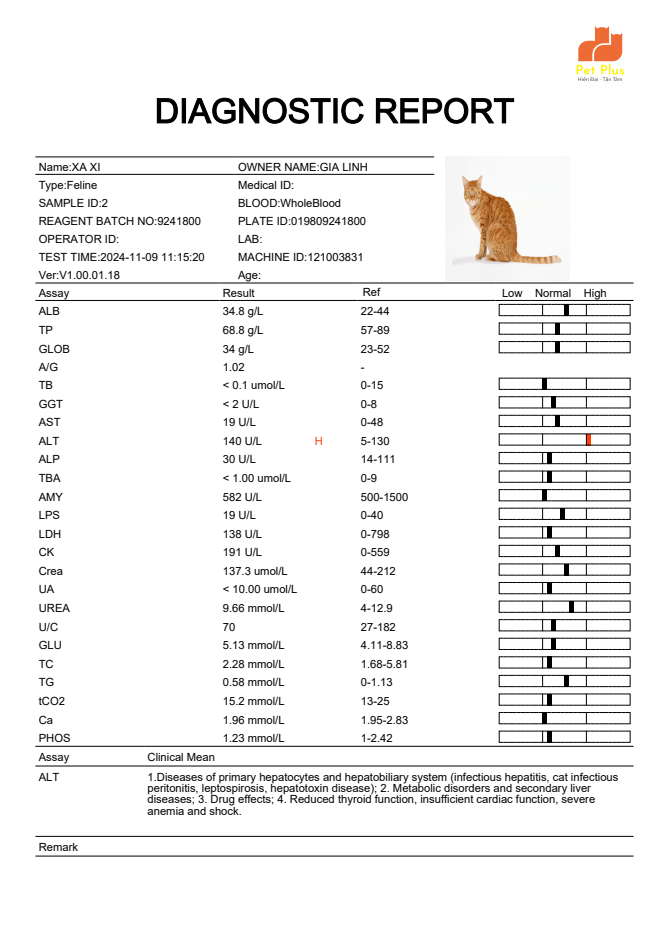 Pet Plus
Hiện Đại - Tận Tâm
DIAGNOSTIC REPORT
Name:XA XI OWNER NAME:GIA LINH
Type:Feline Medical ID:
SAMPLE ID:2 BLOOD:WholeBlood
REAGENT BATCH NO:9241800 PLATE ID:019809241800
OPERATOR ID: LAB:
TEST TIME:2024-11-09 11:15:20 MACHINE ID:121003831
Ver:V1.00.01.18 Age:
Assay Result Ref Low Normal High
ALB 34.8 g/L 22-44
TP 68.8 g/L 57-89
GLOB 34 g/L 23-52
A/G 1.02 -
TB < 0.1 umol/L 0-15
GGT < 2 U/L 0-8
AST 19 U/L 0-48
ALT 140 U/L H 5-130
ALP 30 U/L 14-111
TBA < 1.00 umol/L 0-9
AMY 582 U/L 500-1500
LPS 19 U/L 0-40
LDH 138 U/L 0-798
CK 191 U/L 0-559
Crea 137.3 umol/L 44-212
UA < 10.00 umol/L 0-60
UREA 9.66 mmol/L 4-12.9
U/C 70 27-182
GLU 5.13 mmol/L 4.11-8.83
TC 2.28 mmol/L 1.68-5.81
TG 0.58 mmol/L 0-1.13
tCO2 15.2 mmol/L 13-25
Ca 1.96 mmol/L 1.95-2.83
PHOS 1.23 mmol/L 1-2.42
Assay Clinical Mean
ALT 1.Diseases of primary hepatocytes and hepatobiliary system (infectious hepatitis, cat infectious
peritonitis, leptospirosis, hepatotoxin disease); 2. Metabolic disorders and secondary liver
diseases; 3. Drug effects; 4. Reduced thyroid function, insufficient cardiac function, severe
anemia and shock.
Remark